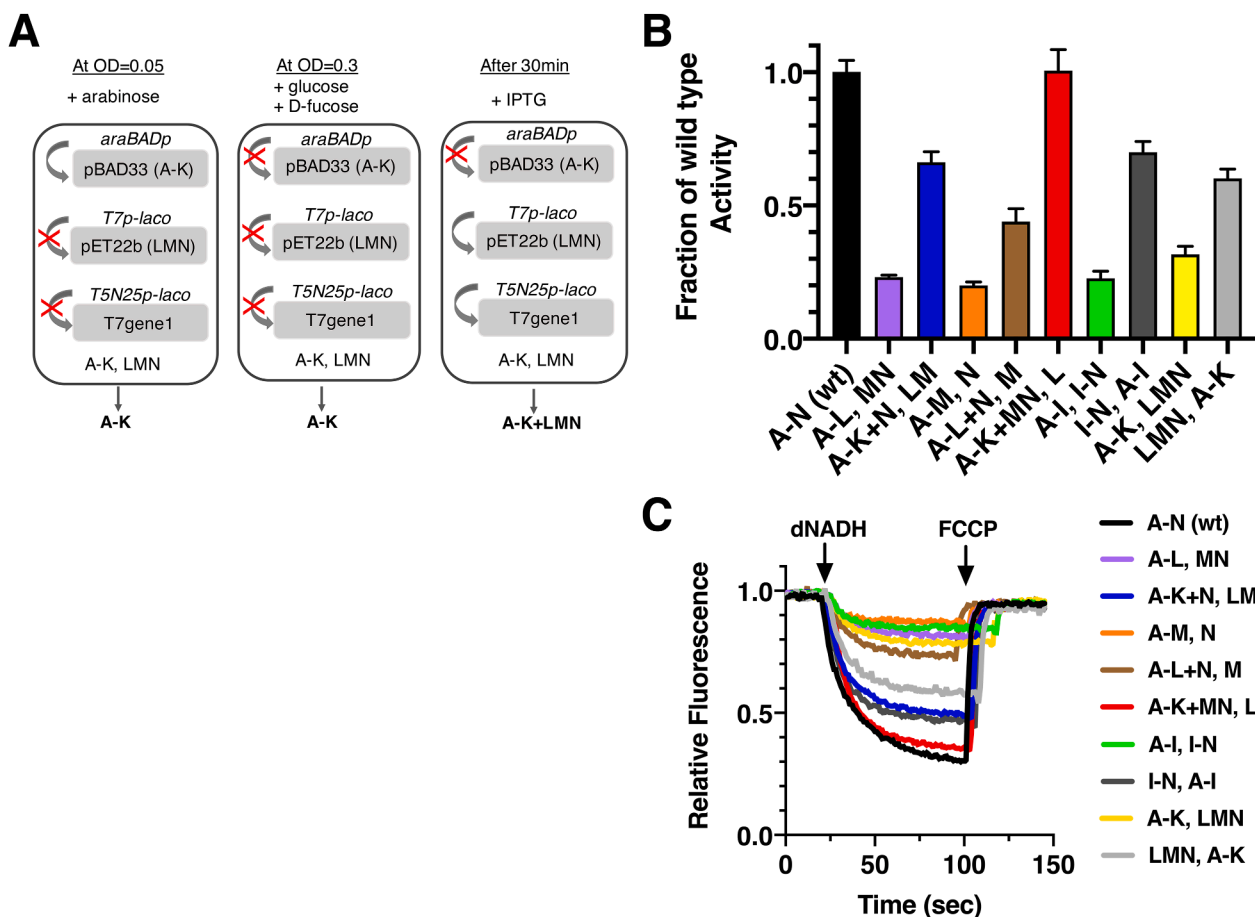 A
At OD=0.05
+ arabinose
araBADp
pBAD33 (A-K)
T7p-laco
pET22b (LMN)
T5N25p-laco
T7gene1
A-K, LMN
A-K
At OD=0.3
+ glucose
+ D-fucose
araBADp
pBAD33 (A-K)
T7p-laco
pET22b (LMN)
T5N25p-laco
T7gene1
A-K, LMN
A-K
After 30min
+ IPTG
araBADp
pBAD33 (A-K)
T7p-laco
pET22b (LMN)
T5N25p-laco
T7gene1
A-K, LMN
A-K+LMN
B
Fraction of wild type
Activity
1.0
0.5
0.0
A-N (wt)
A-L, MN
A-K+N, LM
A-M, N
A-L+N, M
A-K+MN, L
A-I, I-N
I-N, A-I
A-K, LMN
LMN, A-K
C
dNADH
FCCP
Relative Fluorescence
1.0
0.5
0.0
0
50
100
150
Time (sec)
A-N (wt)
A-L, MN
A-K+N, LM
A-M, N
A-L+N, M
A-K+MN, L
A-I, I-N
I-N, A-I
A-K, LMN
LMN, A-K